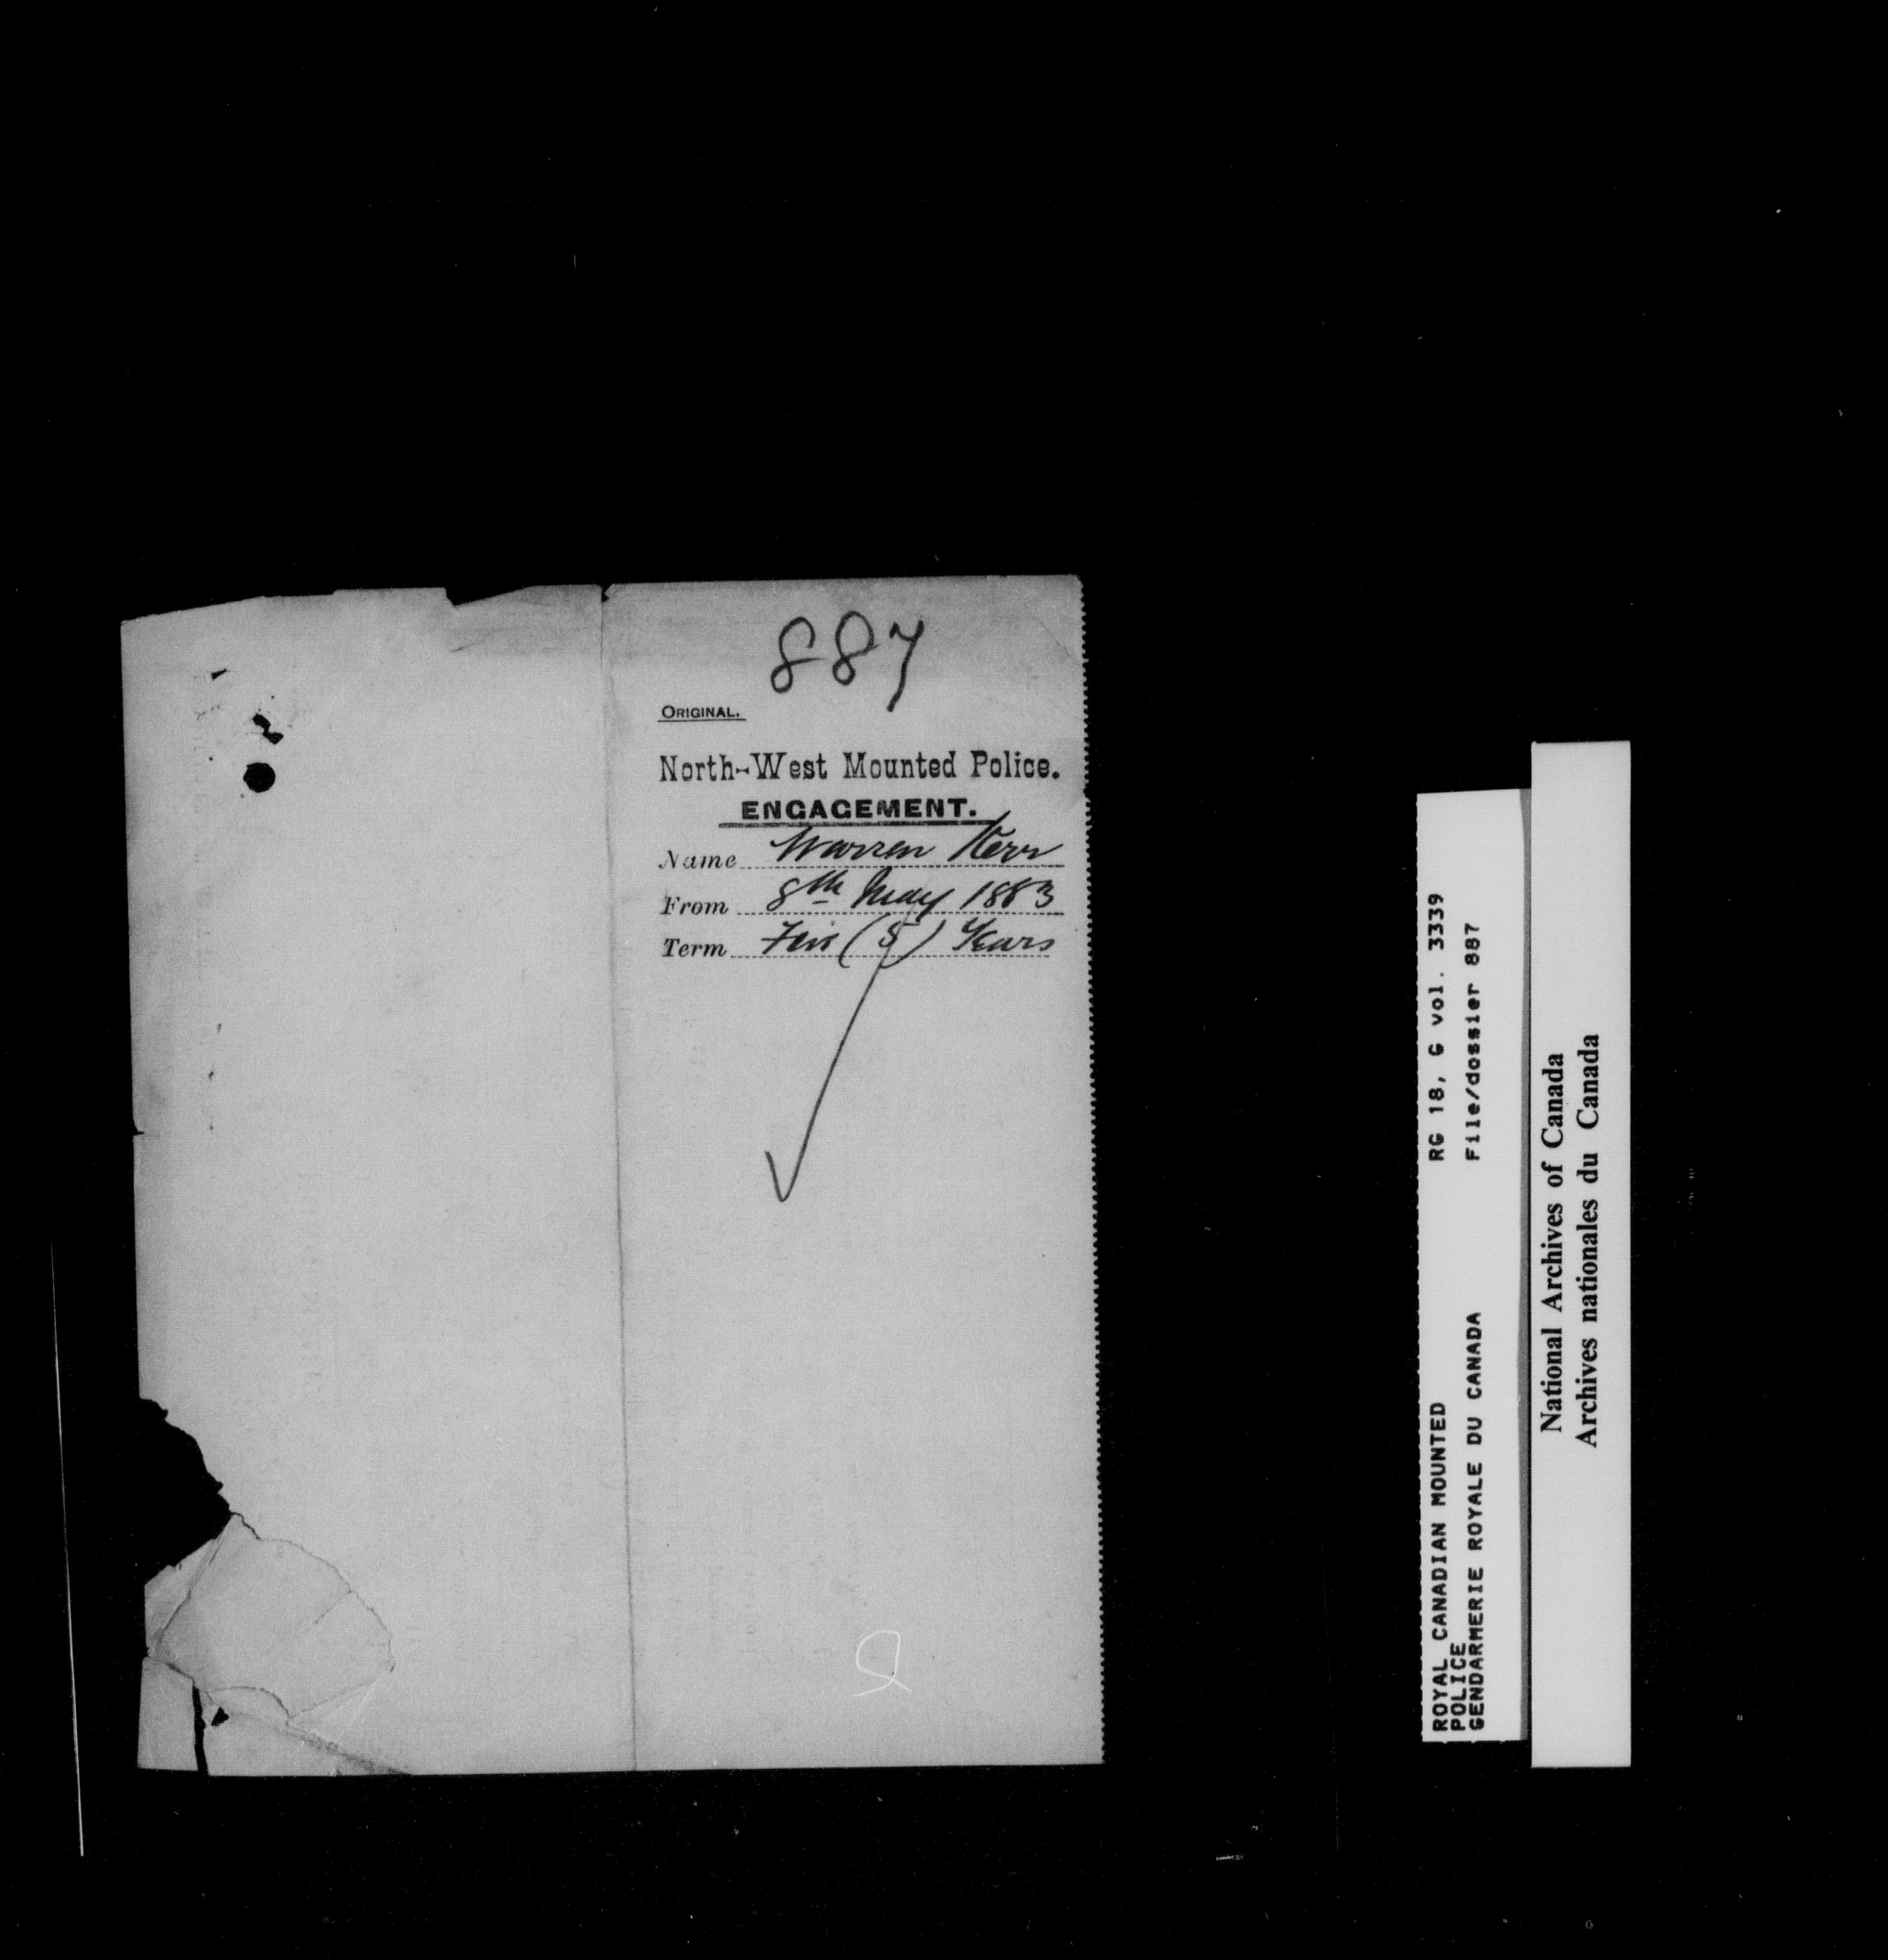 887
ORIGINAL.
North-West Mounted Police.
ENGAGEMENT.
Name Warren Kerr
From 8th May 1883
Term Five (5) Years
RG 18, G vol. 3339
File/dossier 887
ROYAL CANADIAN MOUNTED
POLICE
GENDARMERIE ROYALE DU CANADA
National Archives of Canada
Archives nationales du Canada